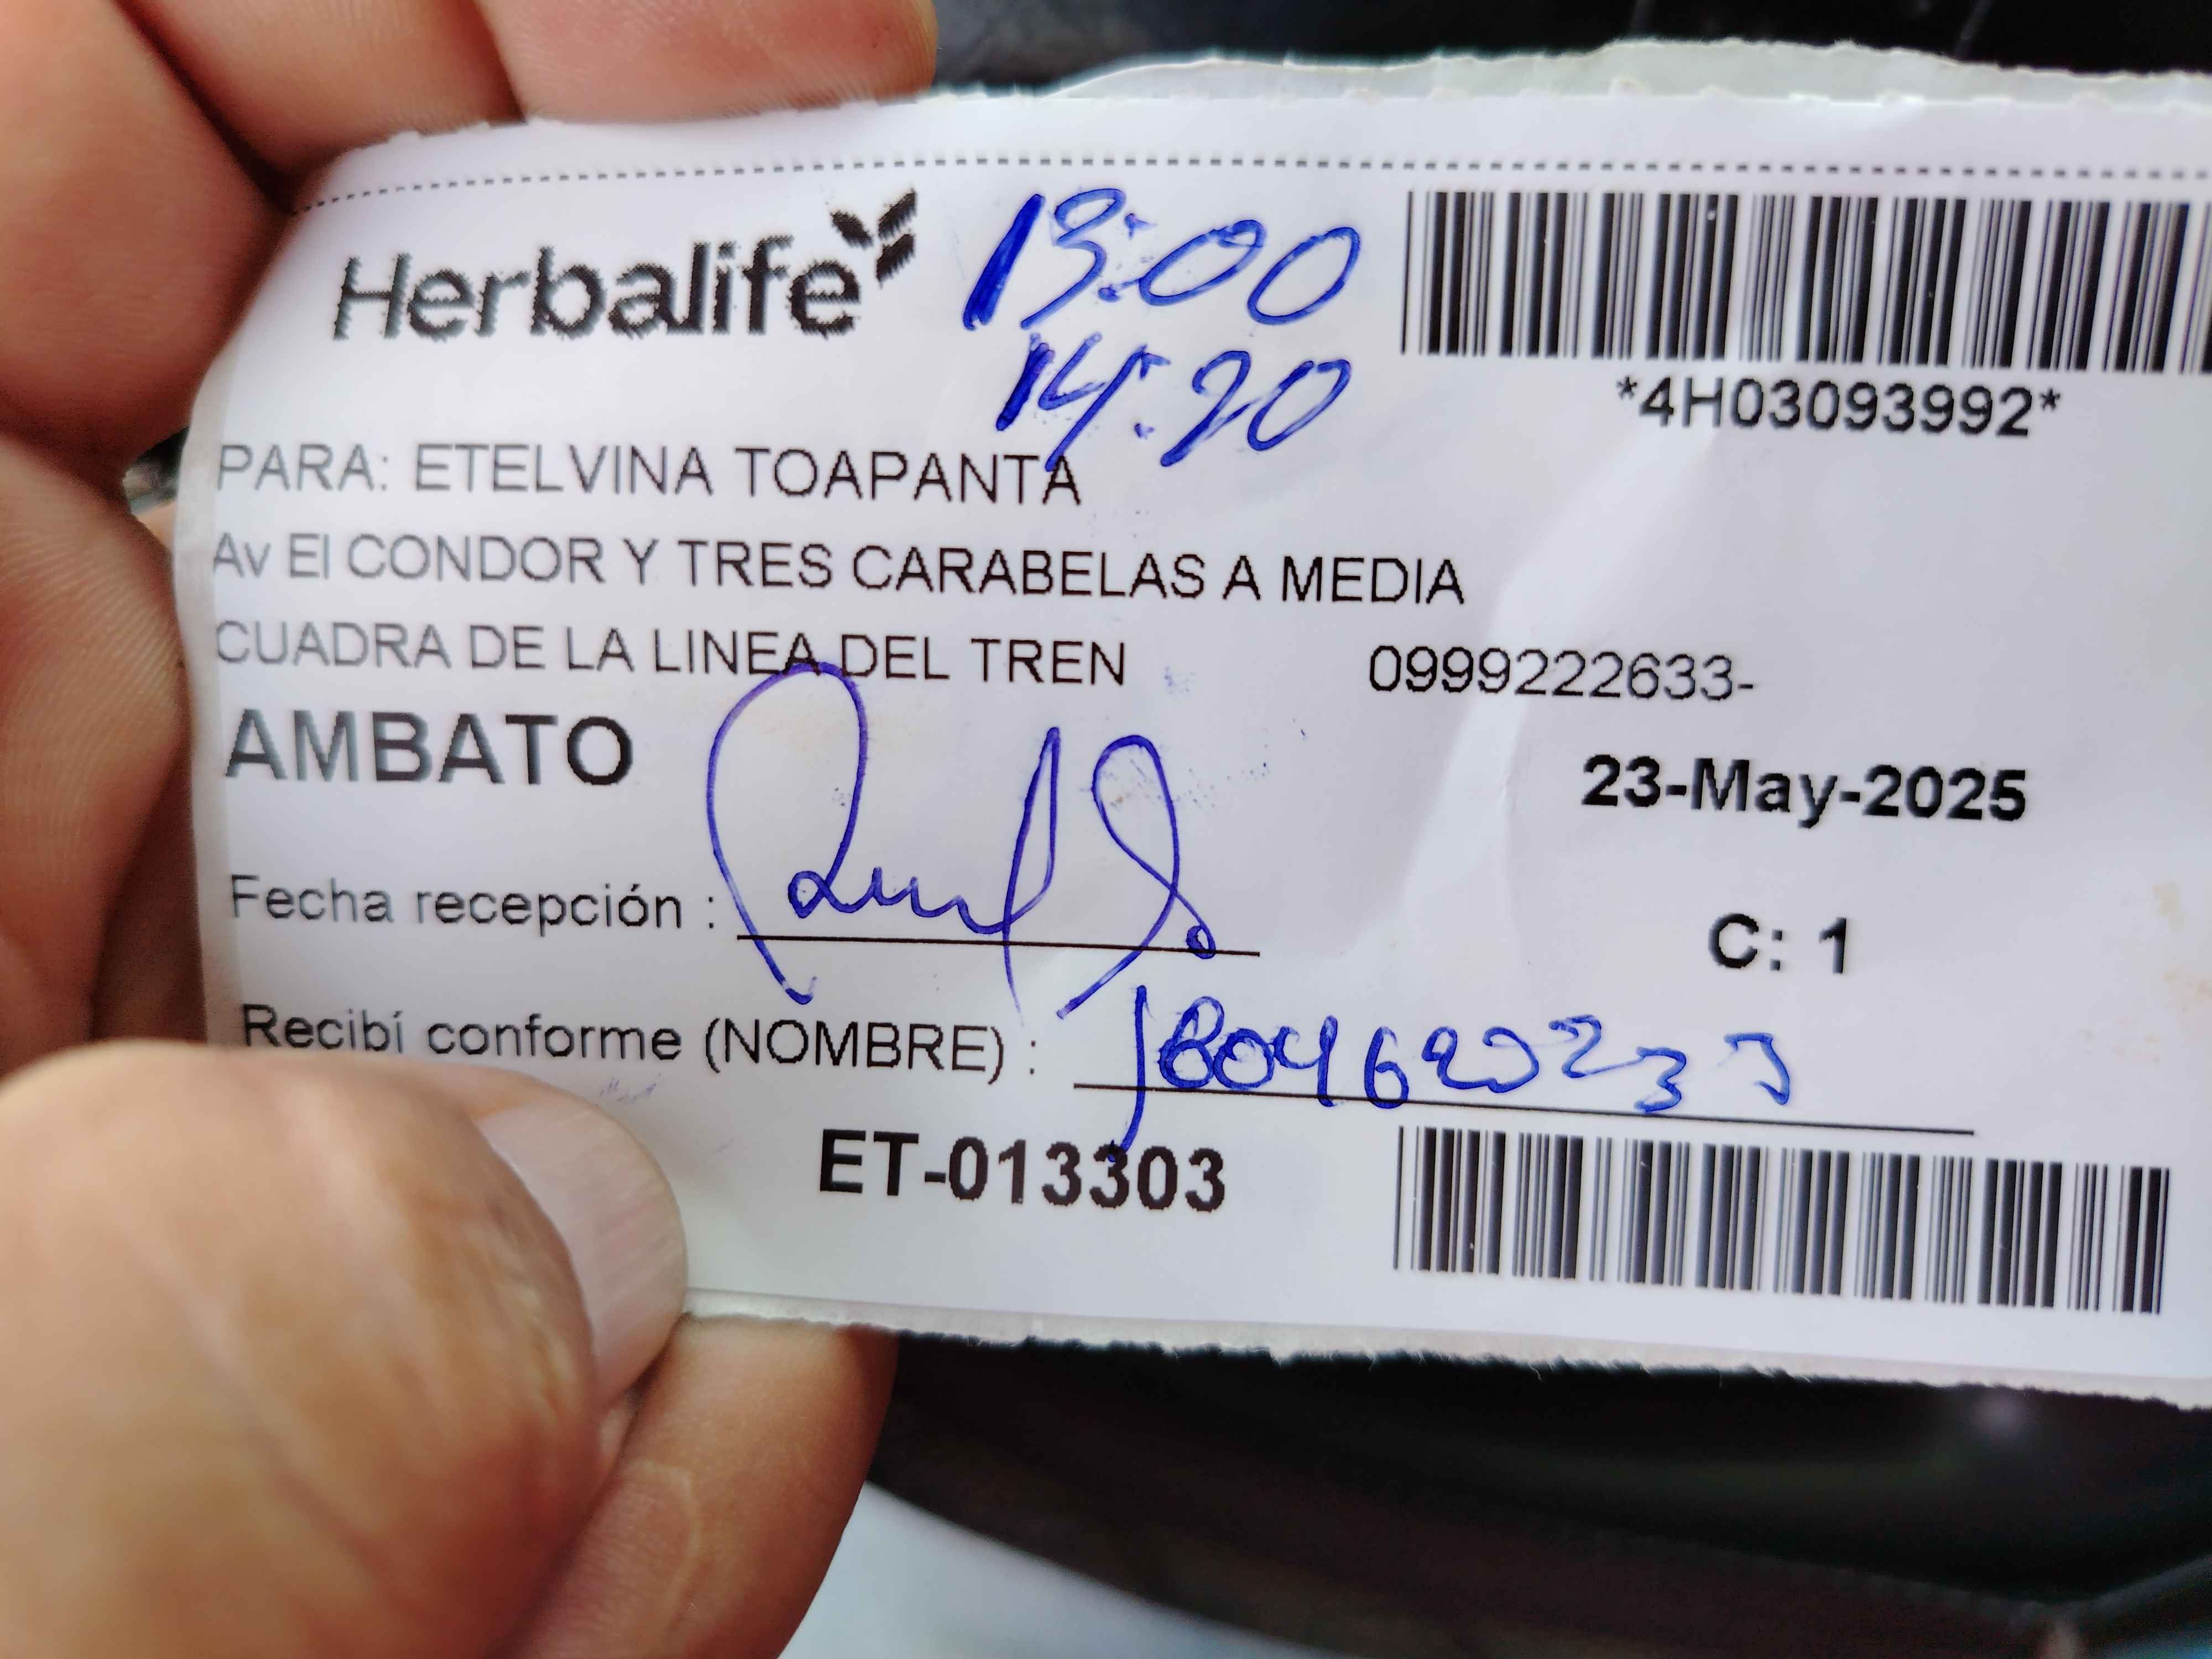 Herbalife
13:00
14:20
*4H03093992*
PARA: ETELVINA TOAPANTA
Av El CONDOR Y TRES CARABELAS A MEDIA
CUADRA DE LA LINEA DEL TREN 0999222633-
AMBATO
23-May-2025
Fecha recepción :
C: 1
Recibí conforme (NOMBRE) :
ET-013303